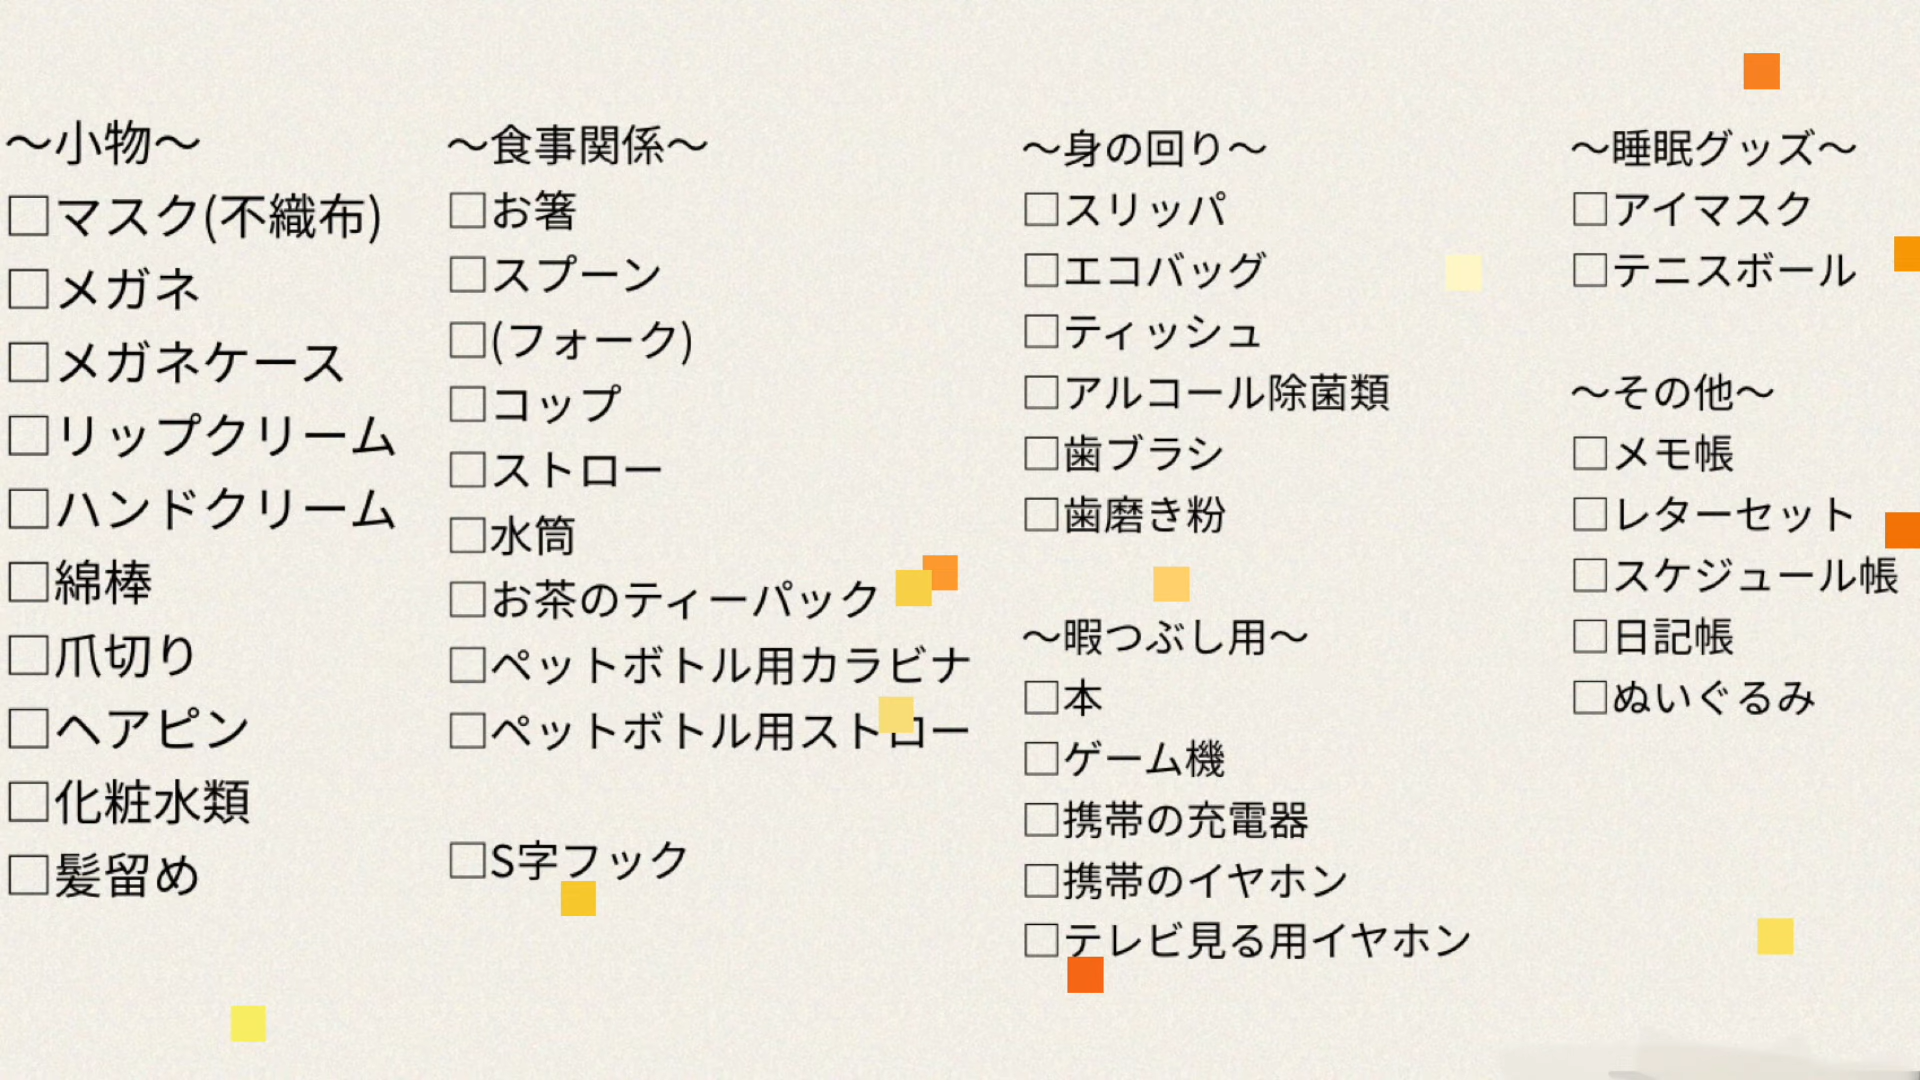 ～小物～
□マスク(不織布)
□メガネ
□メガネケース
□リップクリーム
□ハンドクリーム
□綿棒
□爪切り
□ヘアピン
□化粧水類
□髪留め
～食事関係～
□お箸
□スプーン
□(フォーク)
□コップ
□ストロー
□水筒
□お茶のティーパック
□ペットボトル用カラビナ
□ペットボトル用ストロー
□S字フック
～身の回り～
□スリッパ
□エコバッグ
□ティッシュ
□アルコール除菌類
□歯ブラシ
□歯磨き粉
～暇つぶし用～
□本
□ゲーム機
□携帯の充電器
□携帯のイヤホン
□テレビ見る用イヤホン
～睡眠グッズ～
□アイマスク
□テニスボール
～その他～
□メモ帳
□レターセット
□スケジュール帳
□日記帳
□ぬいぐるみ